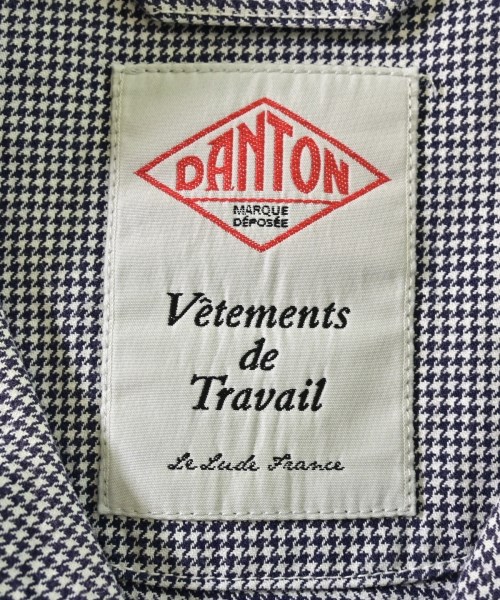 DANTON
MARQUE
DÉPOSÉE
Vêtements
de
Travail
Le Lude France